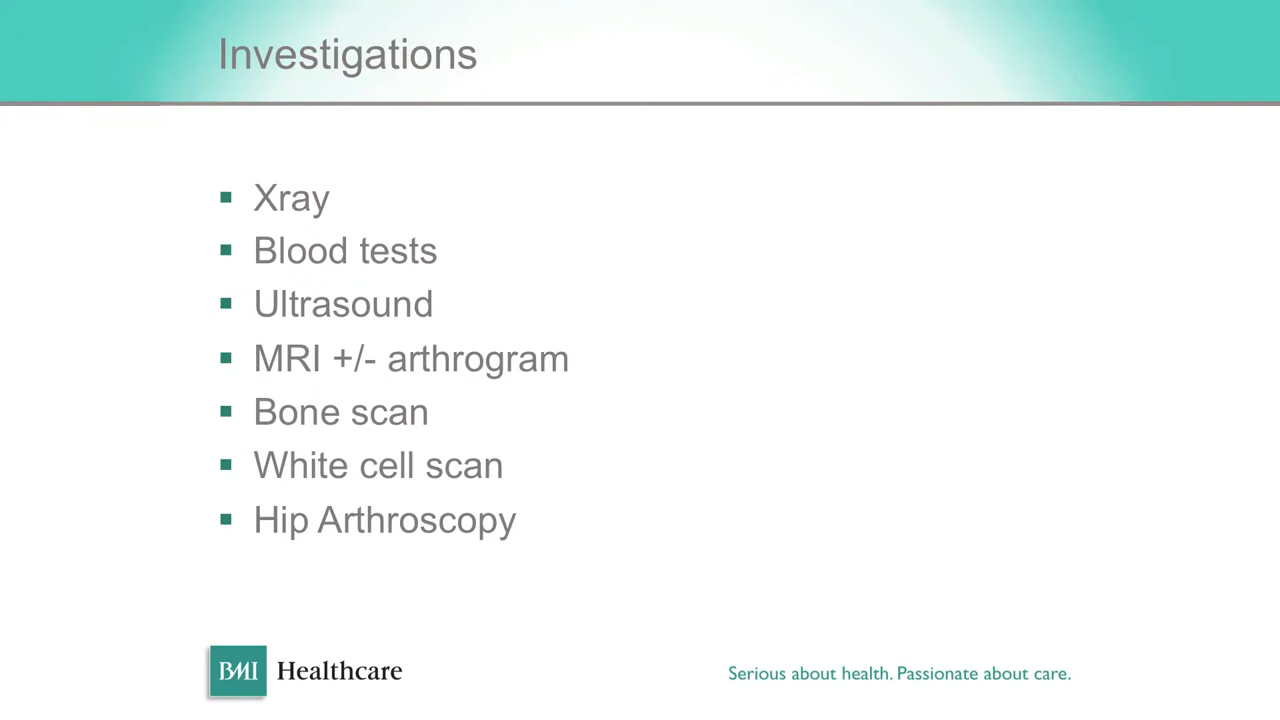 Investigations
Xray
Blood tests
Ultrasound
MRI +/- arthrogram
Bone scan
White cell scan
Hip Arthroscopy
BMI Healthcare
Serious about health. Passionate about care.